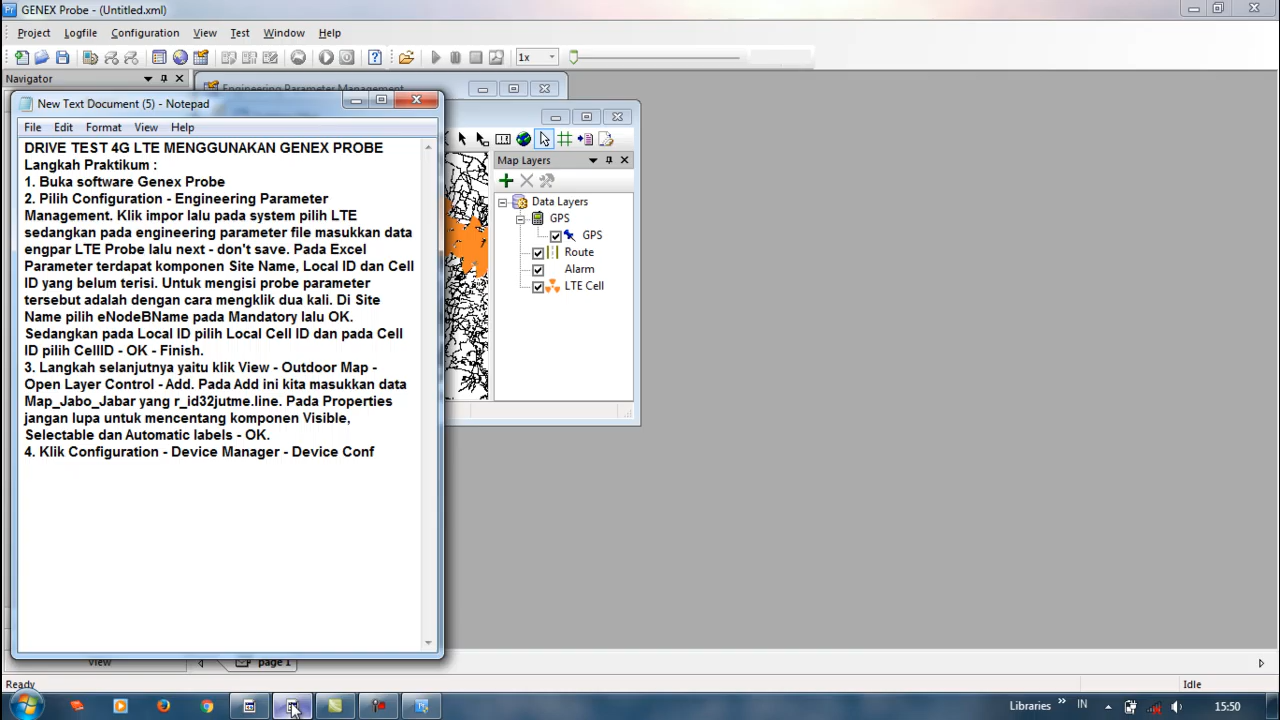 GENEX Probe - (Untitled.xml)
Project Logfile Configuration View Test Window Help
1x
Navigator
Engineering Parameter Management
New Text Document (5) - Notepad
File Edit Format View Help
DRIVE TEST 4G LTE MENGGUNAKAN GENEX PROBE
Langkah Praktikum :
1. Buka software Genex Probe
2. Pilih Configuration - Engineering Parameter
Management. Klik impor lalu pada system pilih LTE
sedangkan pada engineering parameter file masukkan data
engpar LTE Probe lalu next - don't save. Pada Excel
Parameter terdapat komponen Site Name, Local ID dan Cell
ID yang belum terisi. Untuk mengisi probe parameter
tersebut adalah dengan cara mengklik dua kali. Di Site
Name pilih eNodeBName pada Mandatory lalu OK.
Sedangkan pada Local ID pilih Local Cell ID dan pada Cell
ID pilih CellID - OK - Finish.
3. Langkah selanjutnya yaitu klik View - Outdoor Map -
Open Layer Control - Add. Pada Add ini kita masukkan data
Map_Jabo_Jabar yang r_id32jutme.line. Pada Properties
jangan lupa untuk mencentang komponen Visible,
Selectable dan Automatic labels - OK.
4. Klik Configuration - Device Manager - Device Conf
Map Layers
Data Layers
GPS
GPS
Route
Alarm
LTE Cell
View
page 1
Ready
Idle
Libraries
IN
15:50